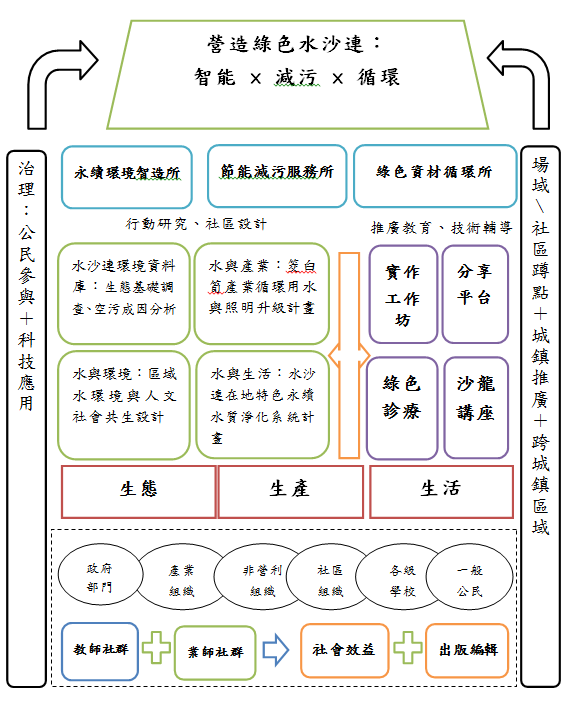 營造綠色水沙連：
智能 x 減污 x 循環
治理：公民參與＋科技應用
永續環境智造所
節能減污服務所
綠色資材循環所
場域\社區蹲點＋城鎮推廣＋跨城鎮區域
行動研究、社區設計
推廣教育、技術輔導
水沙連環境資料
庫：生態基礎調
查、空污成因分析
水與產業：茭白
筍產業循環用水
與照明升級計畫
實作
工作
坊
分享
平台
水與環境：區域
水環境與人文
社會共生設計
水與生活：水沙
連在地特色永續
水質淨化系統計
畫
綠色
診療
沙龍
講座
生態
生產
生活
政府
部門
產業
組織
非營利
組織
社區
組織
各級
學校
一般
公民
教師社群
業師社群
社會效益
出版編輯